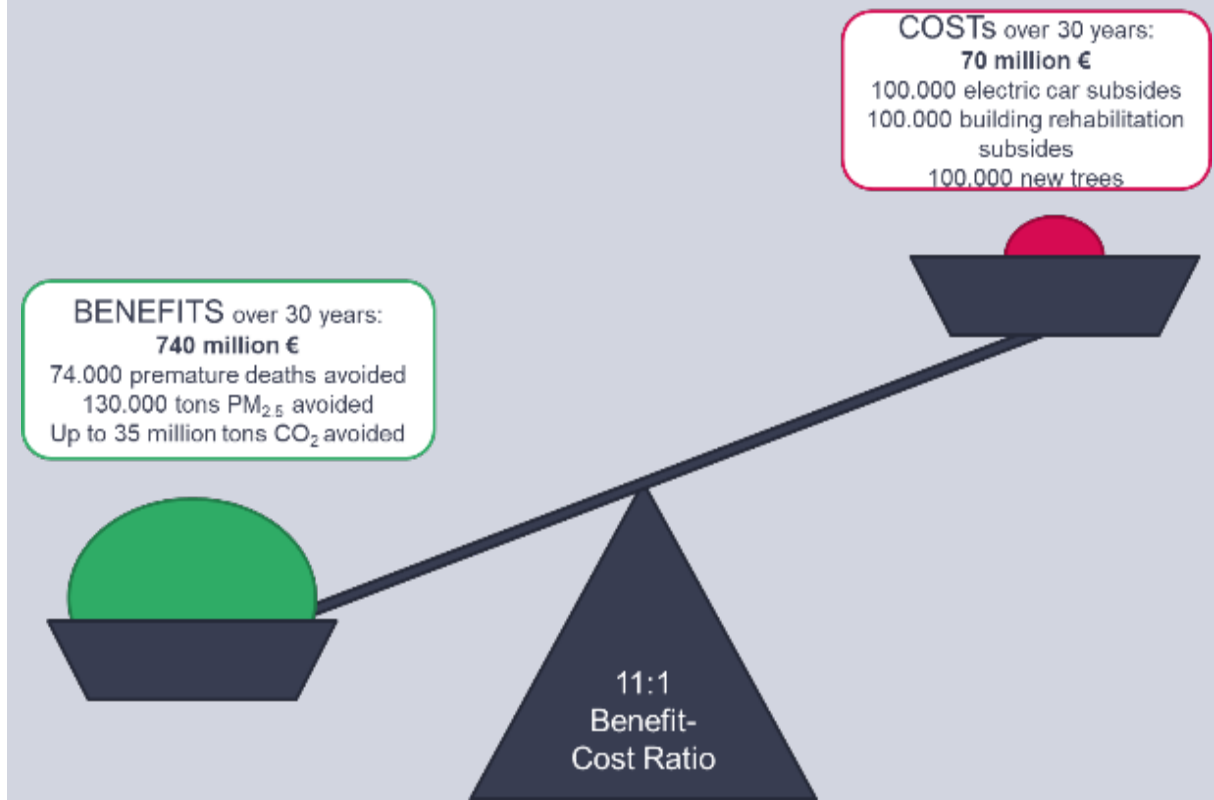 COSTs over 30 years:
70 million €
100.000 electric car subsides
100.000 building rehabilitation
subsides
100.000 new trees
BENEFITS over 30 years:
740 million €
74.000 premature deaths avoided
130.000 tons PM2.5 avoided
Up to 35 million tons CO2 avoided
11:1
Benefit-
Cost Ratio